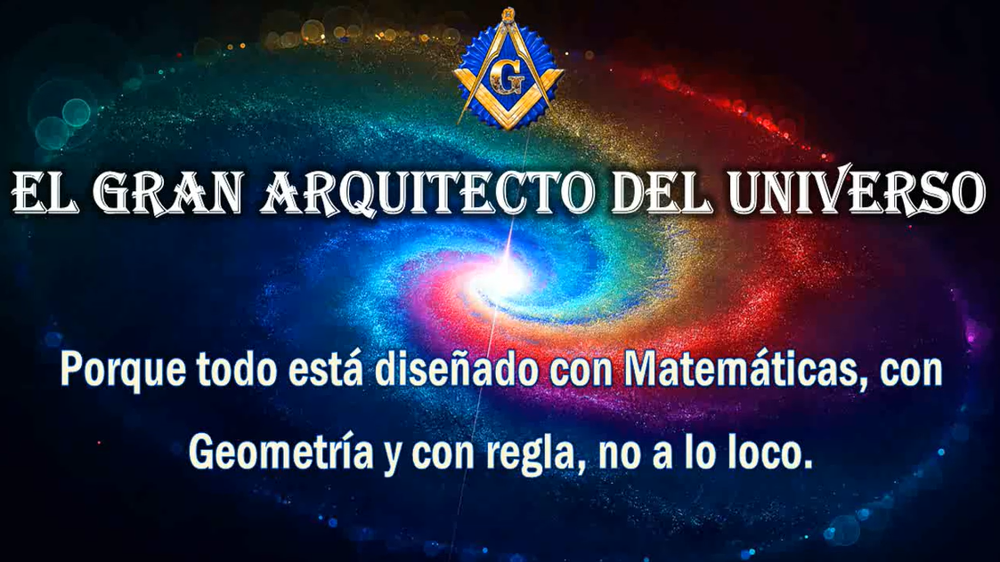 G
EL GRAN ARQUITECTO DEL UNIVERSO
Porque todo está diseñado con Matemáticas, con
Geometría y con regla, no a lo loco.